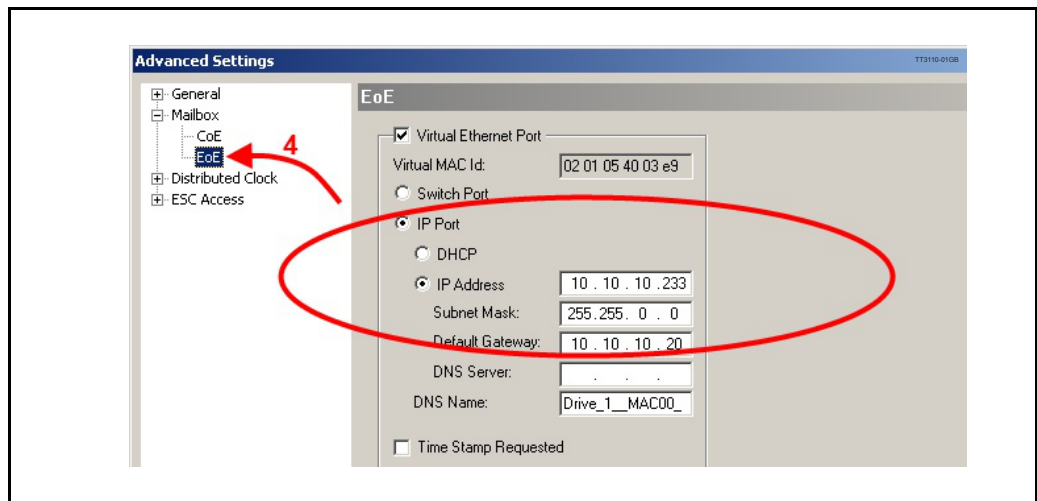 Advanced Settings
TT3110-01GB
General
Mailbox
CoE
EoE
Distributed Clock
ESC Access
4
EoE
Virtual Ethernet Port
Virtual MAC Id: 02 01 05 40 03 e9
Switch Port
IP Port
DHCP
IP Address 10 . 10 . 10 .233
Subnet Mask: 255.255. 0 . 0
Default Gateway: 10 . 10 . 10 . 20
DNS Server: . . .
DNS Name: Drive_1__MAC00_
Time Stamp Requested